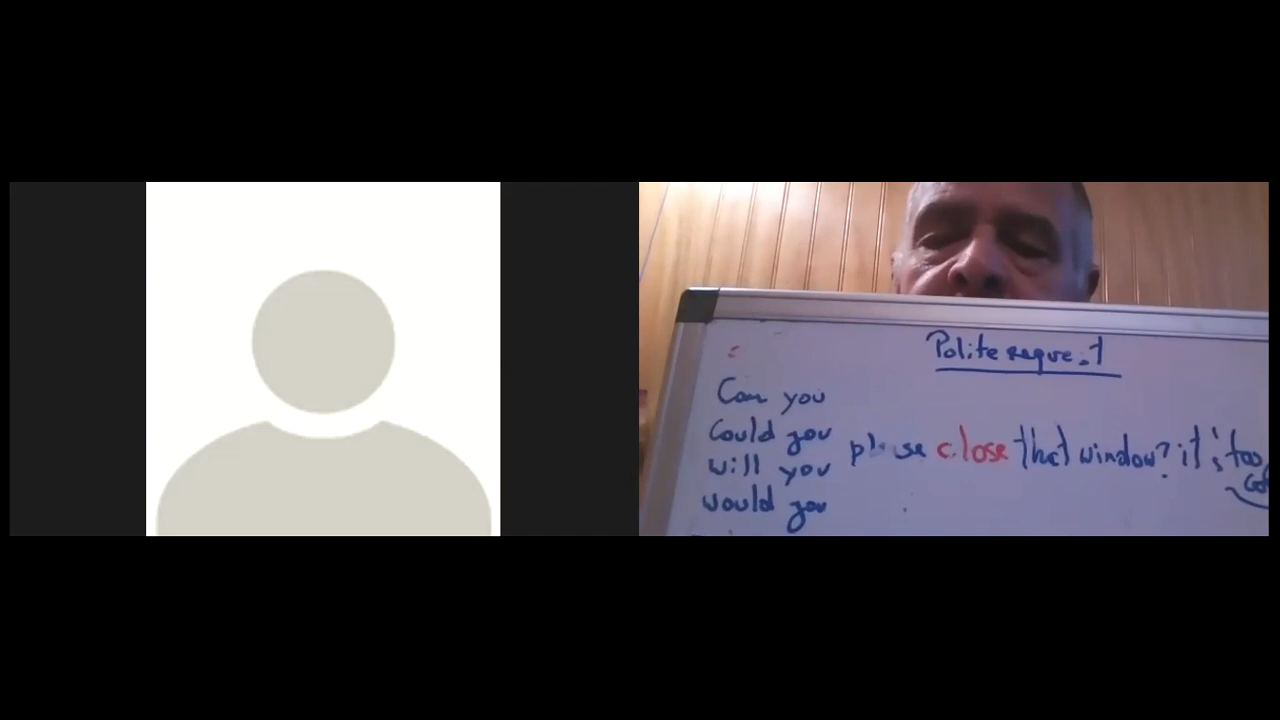 Polite request
Can you
Could you
will you
would you
please close that window? it's too